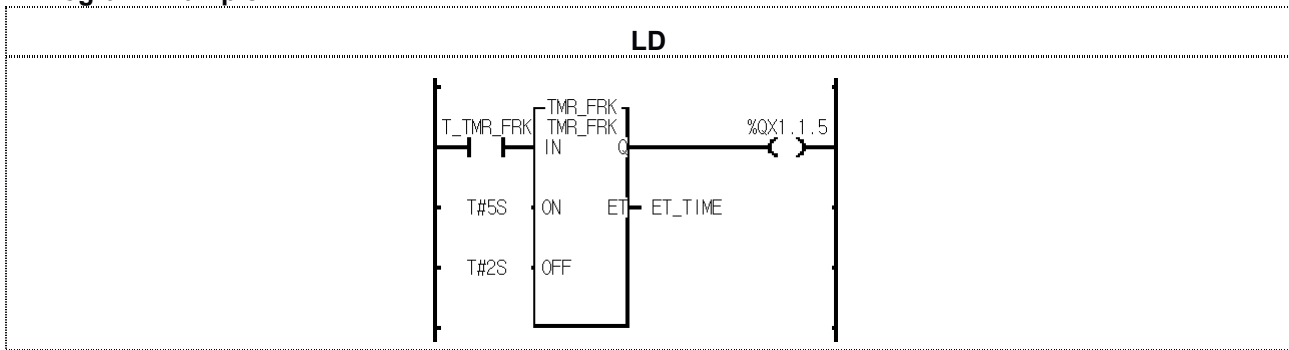 LD
TMR_FRK
T_TMR_FRK TMR_FRK %QX1.1.5
IN Q
T#5S ON ET ET_TIME
T#2S OFF